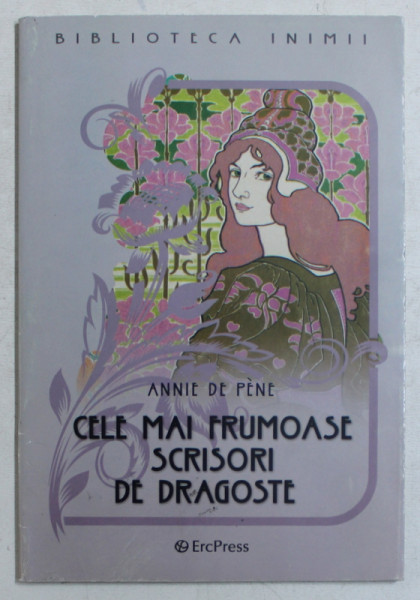 BIBLIOTECA INIMII
ANNIE DE PÈNE
CELE MAI FRUMOASE
SCRISORI
DE DRAGOSTE
ErcPress